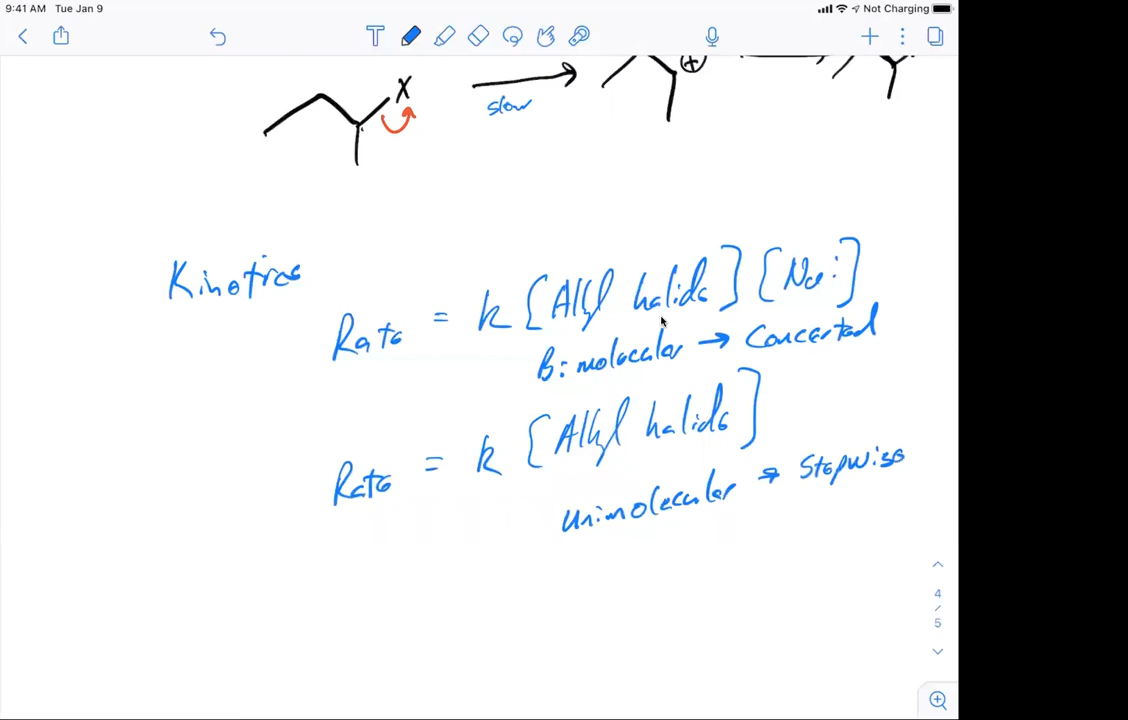 9:41 AM Tue Jan 9
Not Charging
T
X
slow
+
Kinetics
Rate = k [Alkyl halide] [Nu:]
Bimolecular → Concerted
Rate = k [Alkyl halide]
Unimolecular → Stepwise
4
/
5